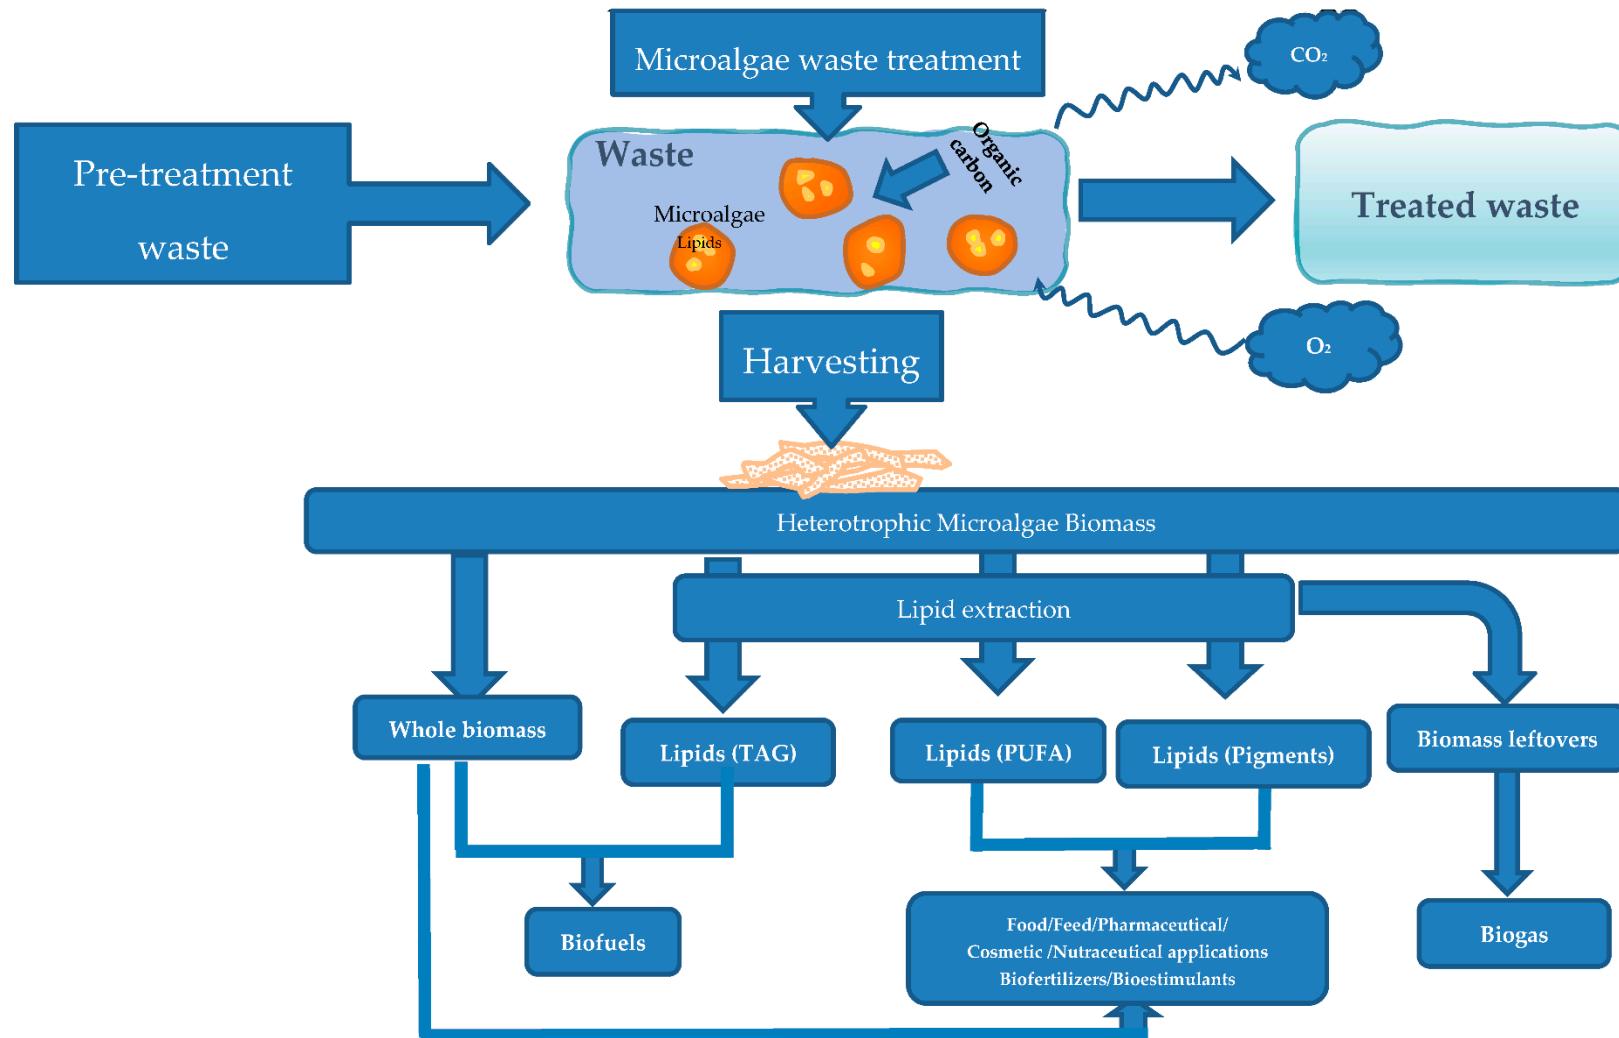 Microalgae waste treatment
CO₂
Pre-treatment
waste
Waste
Organic
carbon
Microalgae
Lipids
Treated waste
O₂
Harvesting
Heterotrophic Microalgae Biomass
Lipid extraction
Whole biomass
Lipids (TAG)
Lipids (PUFA)
Lipids (Pigments)
Biomass leftovers
Biofuels
Food/Feed/Pharmaceutical/
Cosmetic /Nutraceutical applications
Biofertilizers/Bioestimulants
Biogas